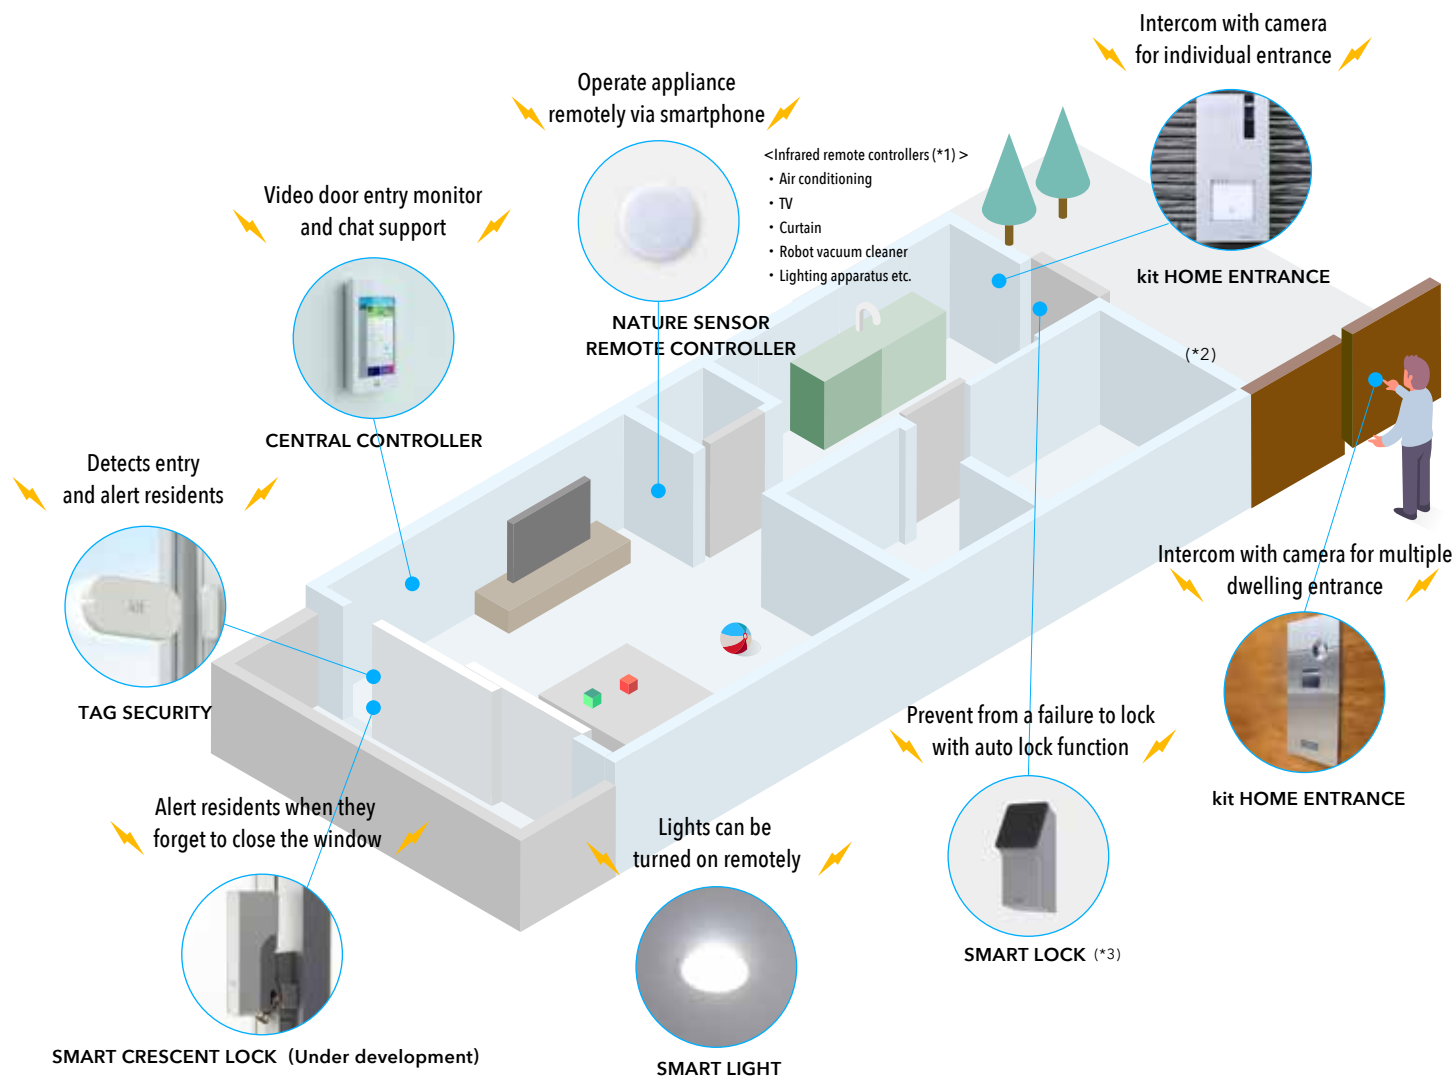 Intercom with camera
for individual entrance
kit HOME ENTRANCE
Operate appliance
remotely via smartphone
<Infrared remote controllers (*1) >
・Air conditioning
・TV
・Curtain
・Robot vacuum cleaner
・Lighting apparatus etc.
NATURE SENSOR
REMOTE CONTROLLER
Video door entry monitor
and chat support
CENTRAL CONTROLLER
(*2)
Detects entry
and alert residents
TAG SECURITY
Intercom with camera for multiple
dwelling entrance
kit HOME ENTRANCE
Prevent from a failure to lock
with auto lock function
SMART LOCK (*3)
Alert residents when they
forget to close the window
SMART CRESCENT LOCK (Under development)
Lights can be
turned on remotely
SMART LIGHT